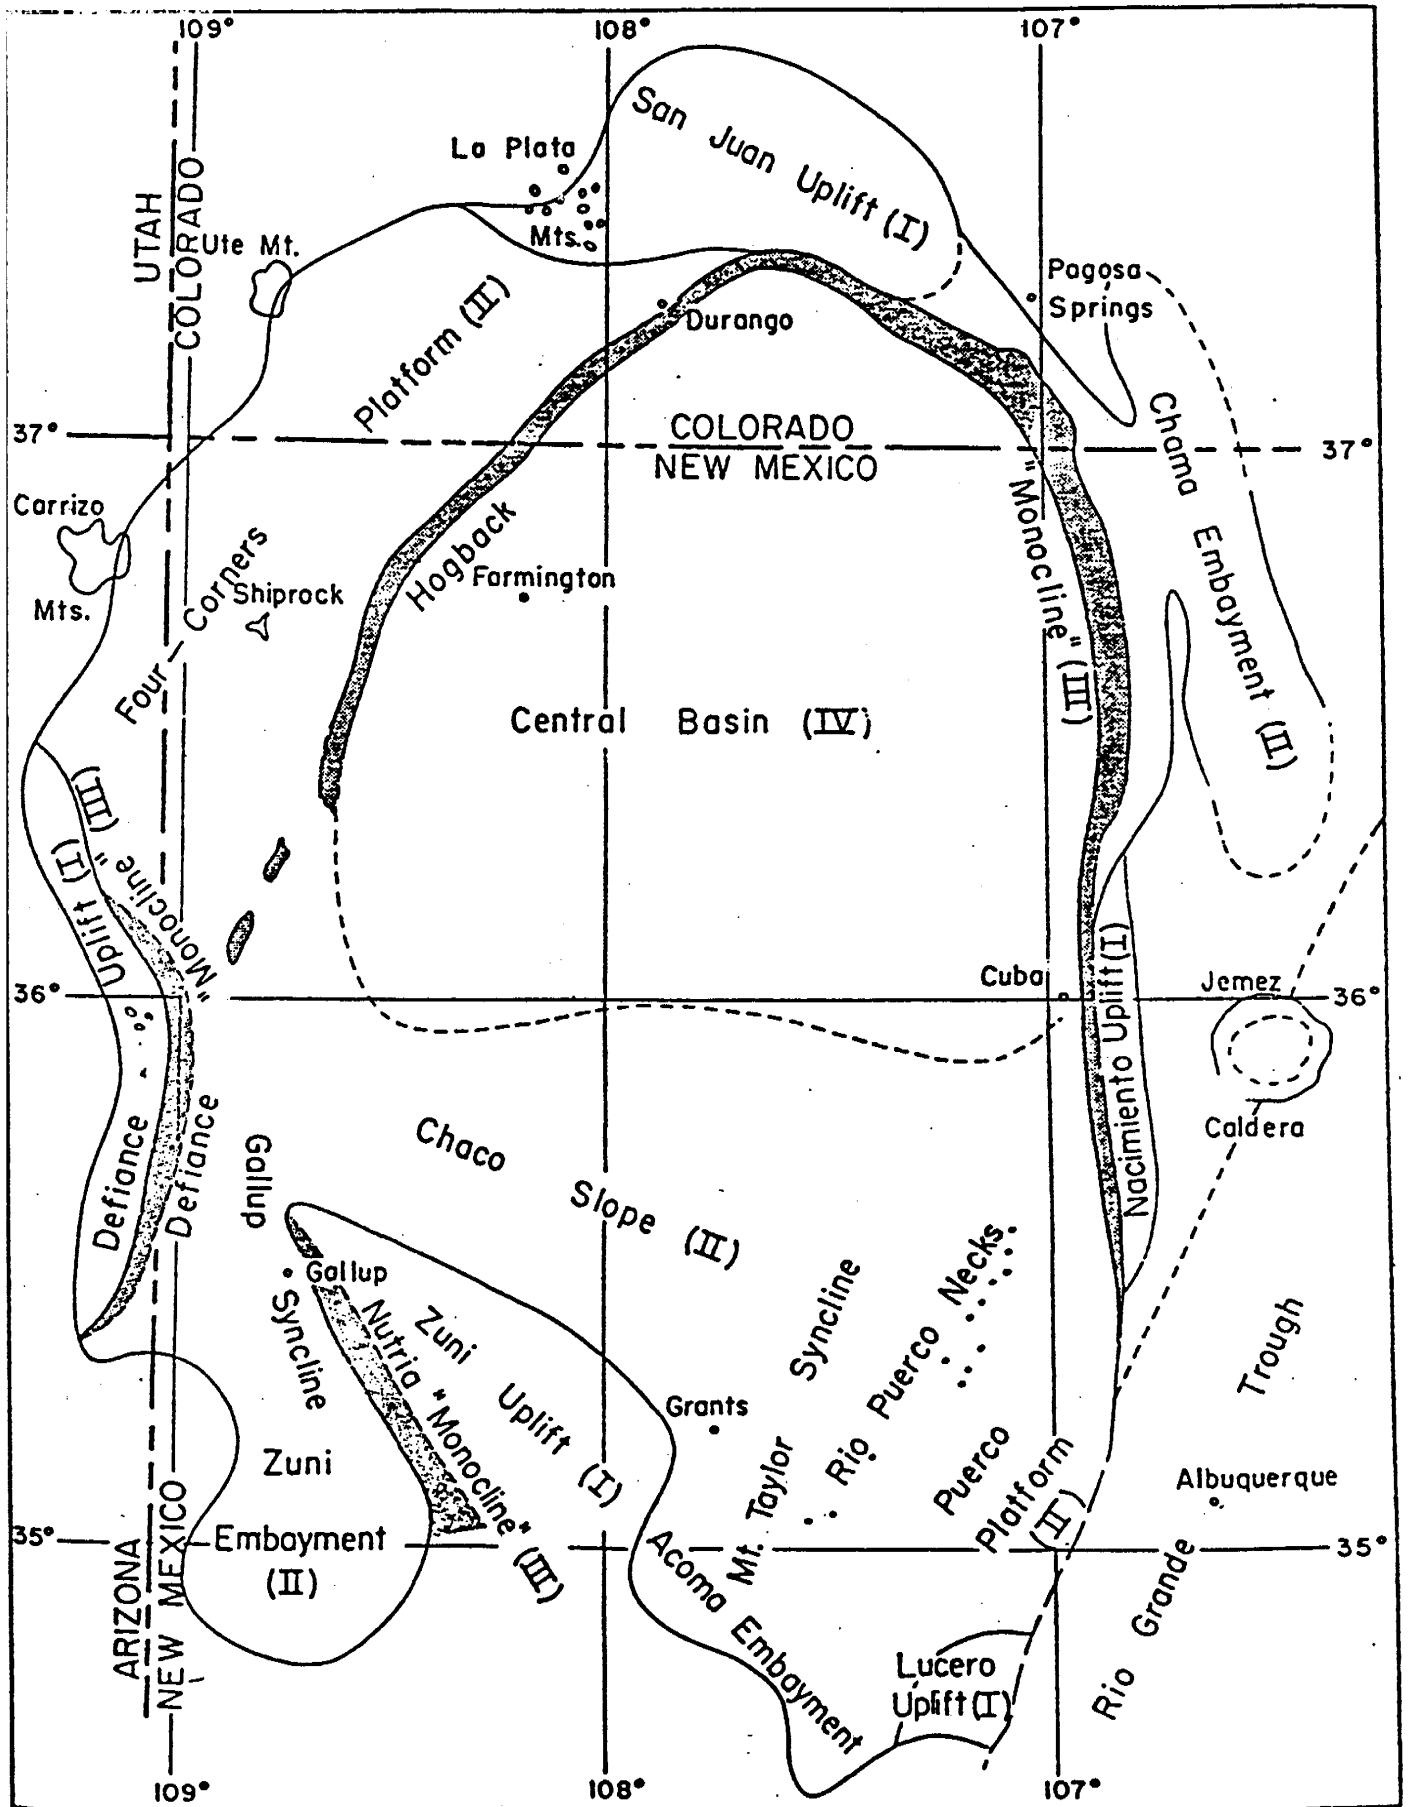 109°
108°
107°
San Juan Uplift (I)
La Plata
Mts.
UTAH
COLORADO
Ute Mt.
Pagosa
Springs
Durango
Platform (II)
37°
COLORADO
NEW MEXICO
37°
Chama Embayment (II)
Carrizo
Mts.
Four Corners
Shiprock
Hogback
Farmington
"Monocline" (III)
Central Basin (IV)
Defiance Uplift (I)
Defiance "Monocline" (III)
36°
Cuba
Nacimiento Uplift (I)
Jemez
36°
Caldera
Chaco
Slope (II)
Gallup
Gallup
Syncline
Nutria "Monocline" (III)
Zuni
Uplift (I)
Grants
Mt. Taylor Syncline
Rio Puerco Necks
Puerco
Platform
(II)
Rio Grande Trough
Albuquerque
Zuni
35°
Embayment
(II)
35°
ARIZONA
NEW MEXICO
Acoma Embayment
Lucero
Uplift (I)
109°
108°
107°